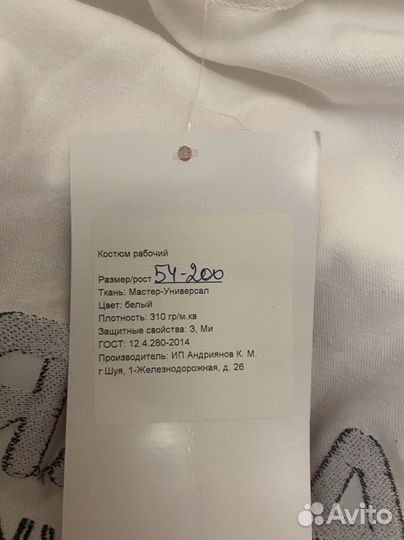 Костюм рабочий
Размер/рост 54-200
Ткань: Мастер-Универсал
Цвет: белый
Плотность: 310 гр/м.кв
Защитные свойства: З, Ми
ГОСТ: 12.4.280-2014
Производитель: ИП Андриянов К. М.
г Шуя, 1-Железнодорожная, д. 26
Avito